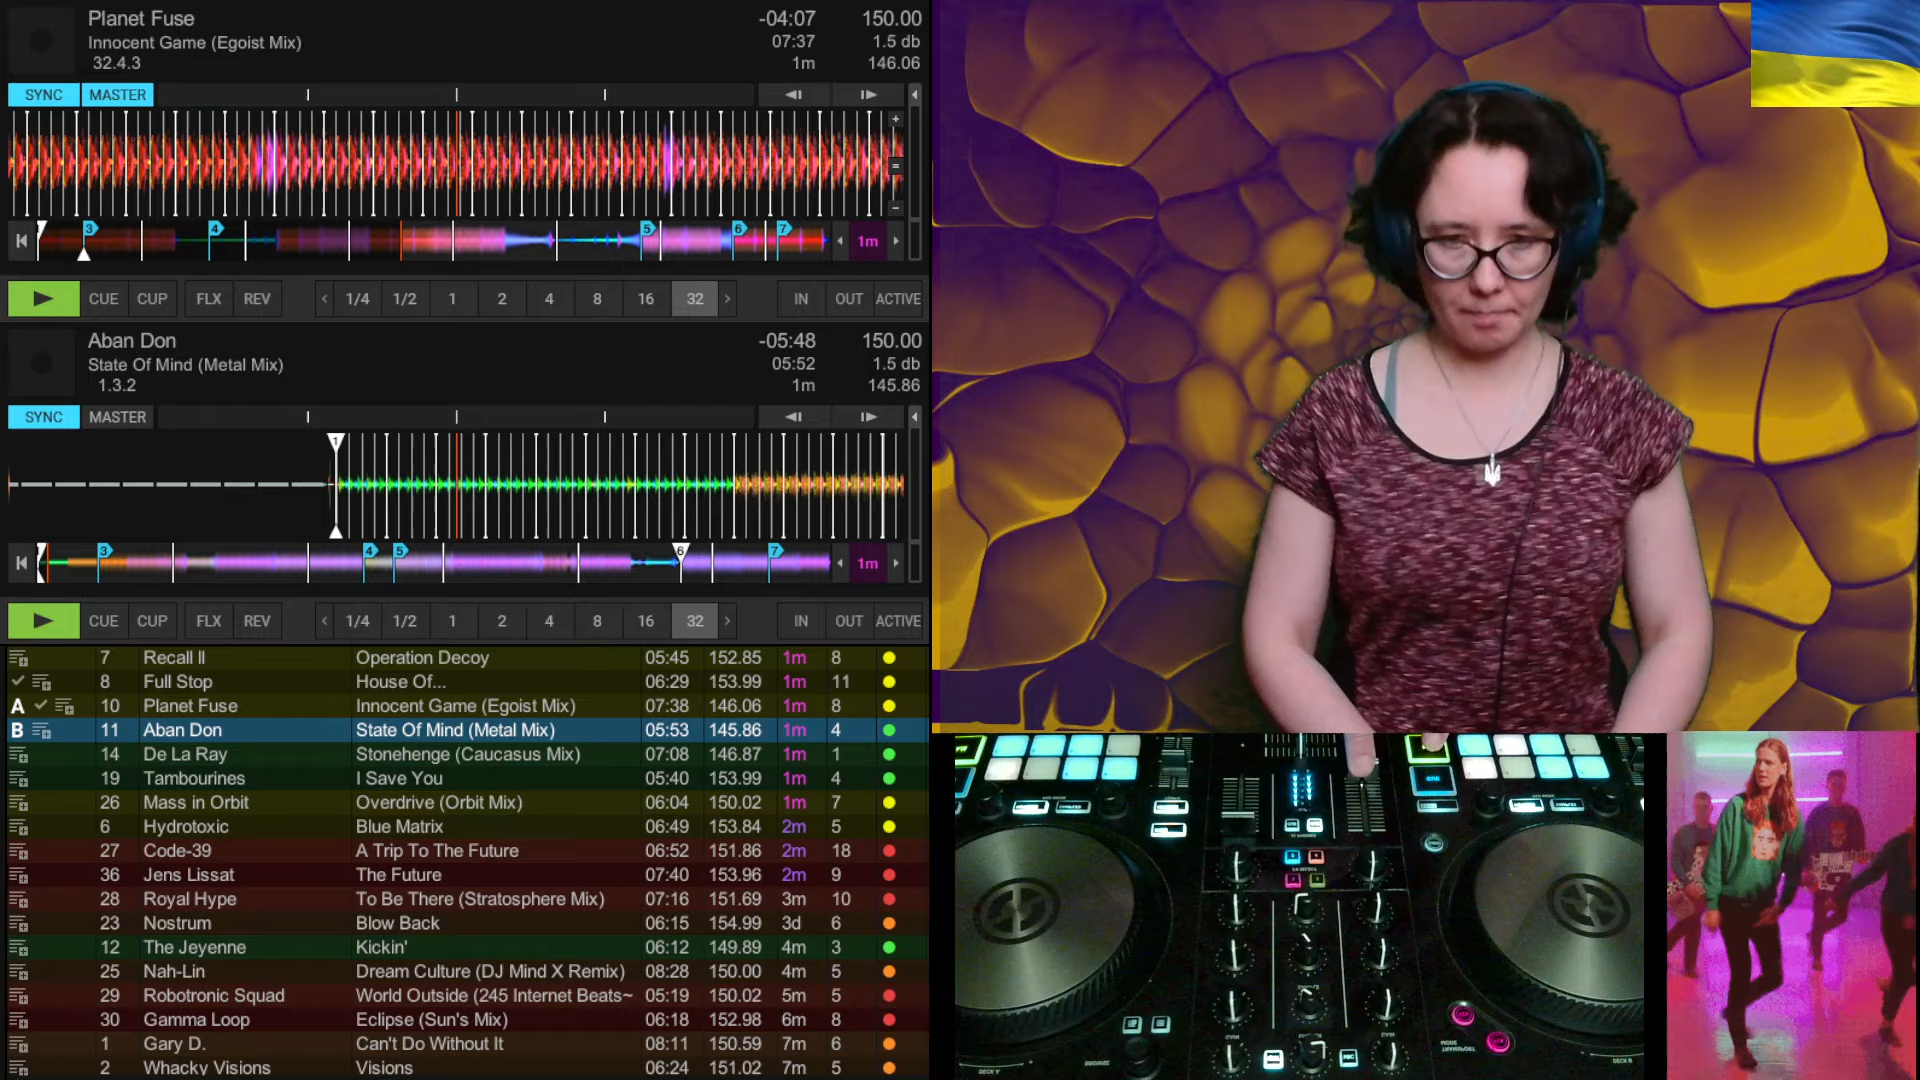 Planet Fuse -04:07 150.00
Innocent Game (Egoist Mix) 07:37 1.5 db
32.4.3 1m 146.06
SYNC MASTER
3 4 5 6 7 1m
CUE CUP FLX REV 1/4 1/2 1 2 4 8 16 32 IN OUT ACTIVE
Aban Don -05:48 150.00
State Of Mind (Metal Mix) 05:52 1.5 db
1.3.2 1m 145.86
SYNC MASTER
1
3 4 5 6 7 1m
CUE CUP FLX REV 1/4 1/2 1 2 4 8 16 32 IN OUT ACTIVE
7 Recall II Operation Decoy 05:45 152.85 1m 8
8 Full Stop House Of... 06:29 153.99 1m 11
A 10 Planet Fuse Innocent Game (Egoist Mix) 07:38 146.06 1m 8
B 11 Aban Don State Of Mind (Metal Mix) 05:53 145.86 1m 4
14 De La Ray Stonehenge (Caucasus Mix) 07:08 146.87 1m 1
19 Tambourines I Save You 05:40 153.99 1m 4
26 Mass in Orbit Overdrive (Orbit Mix) 06:04 150.02 1m 7
6 Hydrotoxic Blue Matrix 06:49 153.84 2m 5
27 Code-39 A Trip To The Future 06:52 151.86 2m 18
36 Jens Lissat The Future 07:40 153.96 2m 9
28 Royal Hype To Be There (Stratosphere Mix) 07:16 151.69 3m 10
23 Nostrum Blow Back 06:15 154.99 3d 6
12 The Jeyenne Kickin' 06:12 149.89 4m 3
25 Nah-Lin Dream Culture (DJ Mind X Remix) 08:28 150.00 4m 5
29 Robotronic Squad World Outside (245 Internet Beats~ 05:19 150.02 5m 5
30 Gamma Loop Eclipse (Sun's Mix) 06:18 152.98 6m 8
1 Gary D. Can't Do Without It 08:11 150.59 7m 6
2 Whacky Visions Visions 06:24 151.02 7m 5